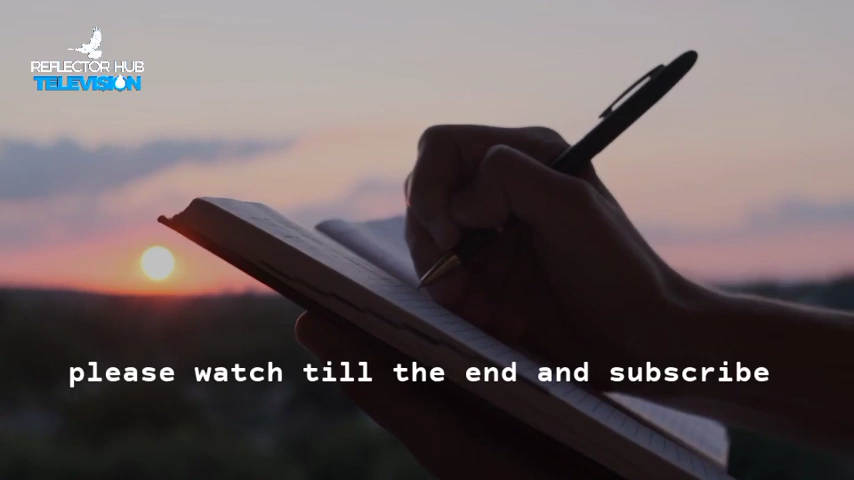 REFLECTOR HUB
TELEVISION
please watch till the end and subscribe